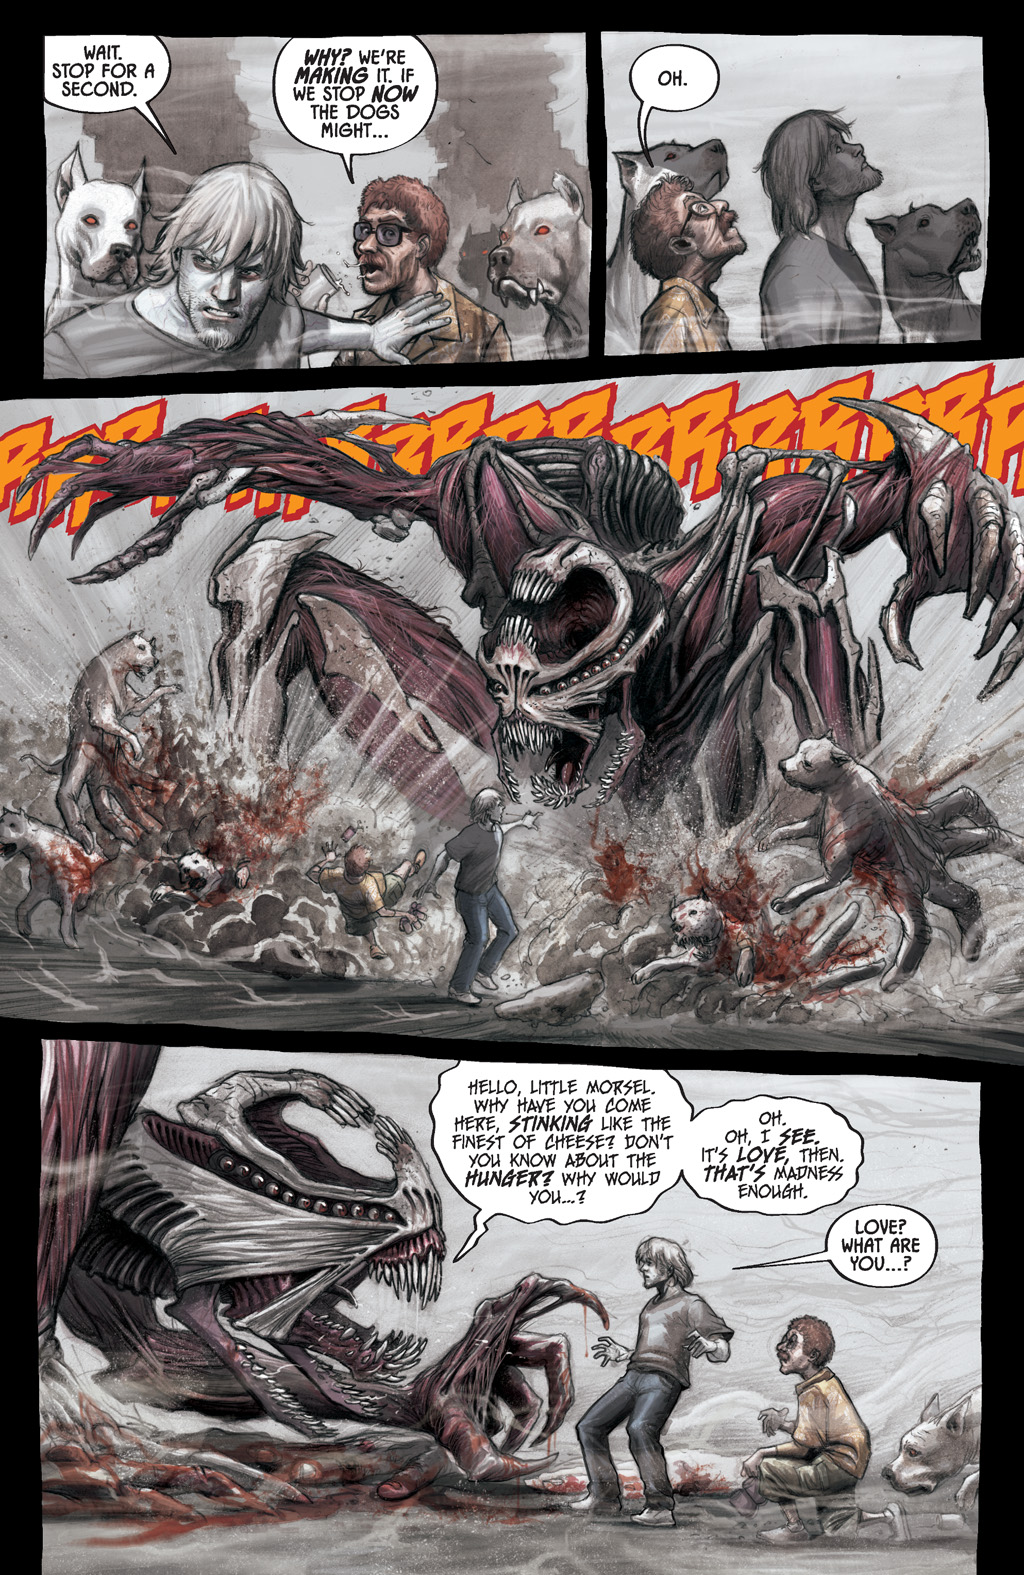 WAIT.
STOP FOR A
SECOND.
WHY? WE'RE
MAKING IT. IF
WE STOP NOW
THE DOGS
MIGHT...
OH.
HELLO, LITTLE MORSEL.
WHY HAVE YOU COME
HERE, STINKING LIKE THE
FINEST OF CHEESE? DON'T
YOU KNOW ABOUT THE
HUNGER? WHY WOULD
YOU...?
OH.
OH, I SEE.
IT'S LOVE, THEN.
THAT'S MADNESS
ENOUGH.
LOVE?
WHAT ARE
YOU...?